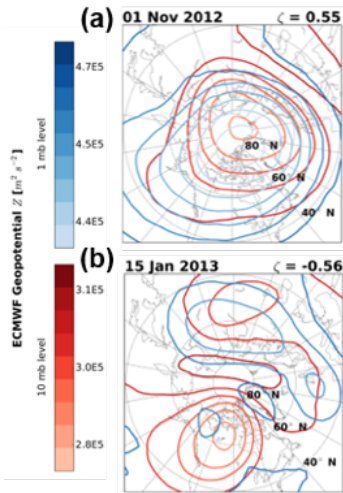 (a)
01 Nov 2012
ζ = 0.55
80° N
60° N
40° N
(b)
15 Jan 2013
ζ = -0.56
80° N
60° N
40° N
ECMWF Geopotential Z [m² s⁻²]
1 mb level
4.7E5
4.5E5
4.4E5
10 mb level
3.1E5
3.0E5
2.8E5